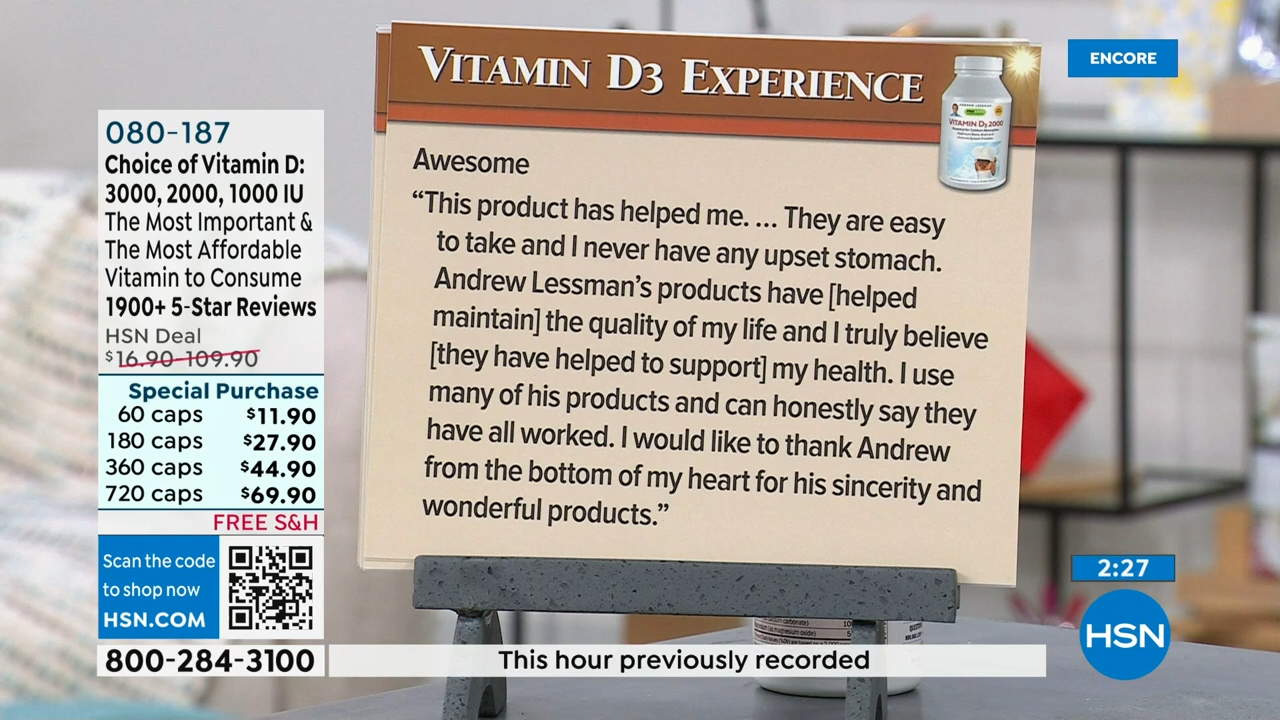 ENCORE
080-187
Choice of Vitamin D:
3000, 2000, 1000 IU
The Most Important &
The Most Affordable
Vitamin to Consume
1900+ 5-Star Reviews
HSN Deal
$16.90-109.90
Special Purchase
60 caps $11.90
180 caps $27.90
360 caps $44.90
720 caps $69.90
FREE S&H
Scan the code
to shop now
HSN.COM
800-284-3100
VITAMIN D3 EXPERIENCE
VITAMIN D3 2000
Awesome
“This product has helped me. ... They are easy
to take and I never have any upset stomach.
Andrew Lessman’s products have [helped
maintain] the quality of my life and I truly believe
[they have helped to support] my health. I use
many of his products and can honestly say they
have all worked. I would like to thank Andrew
from the bottom of my heart for his sincerity and
wonderful products.”
2:27
HSN
This hour previously recorded